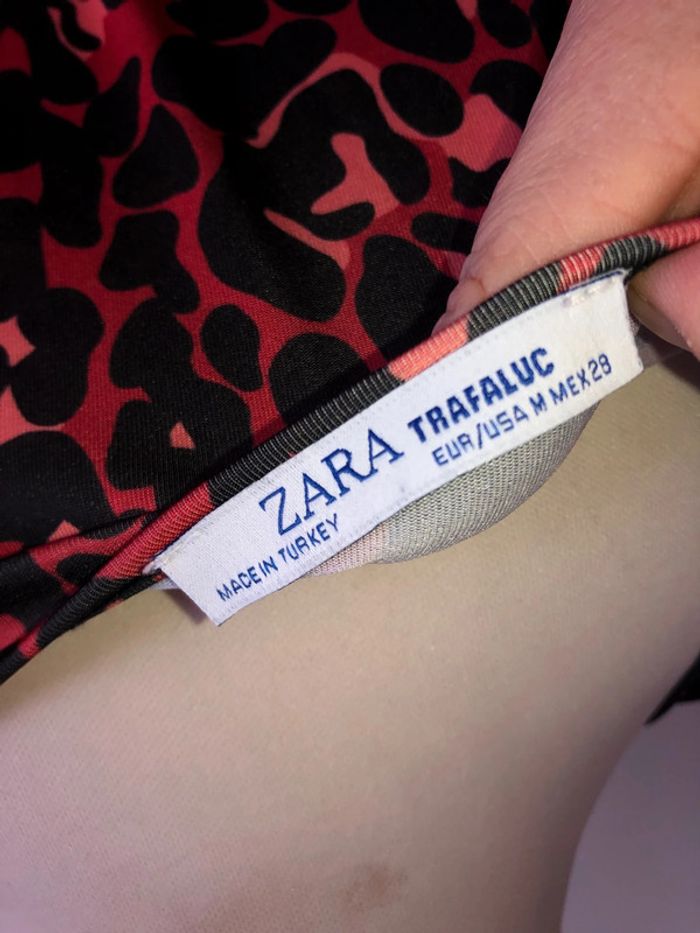 ZARA TRAFALUC
MADE IN TURKEY EUR/USA M MEX 28